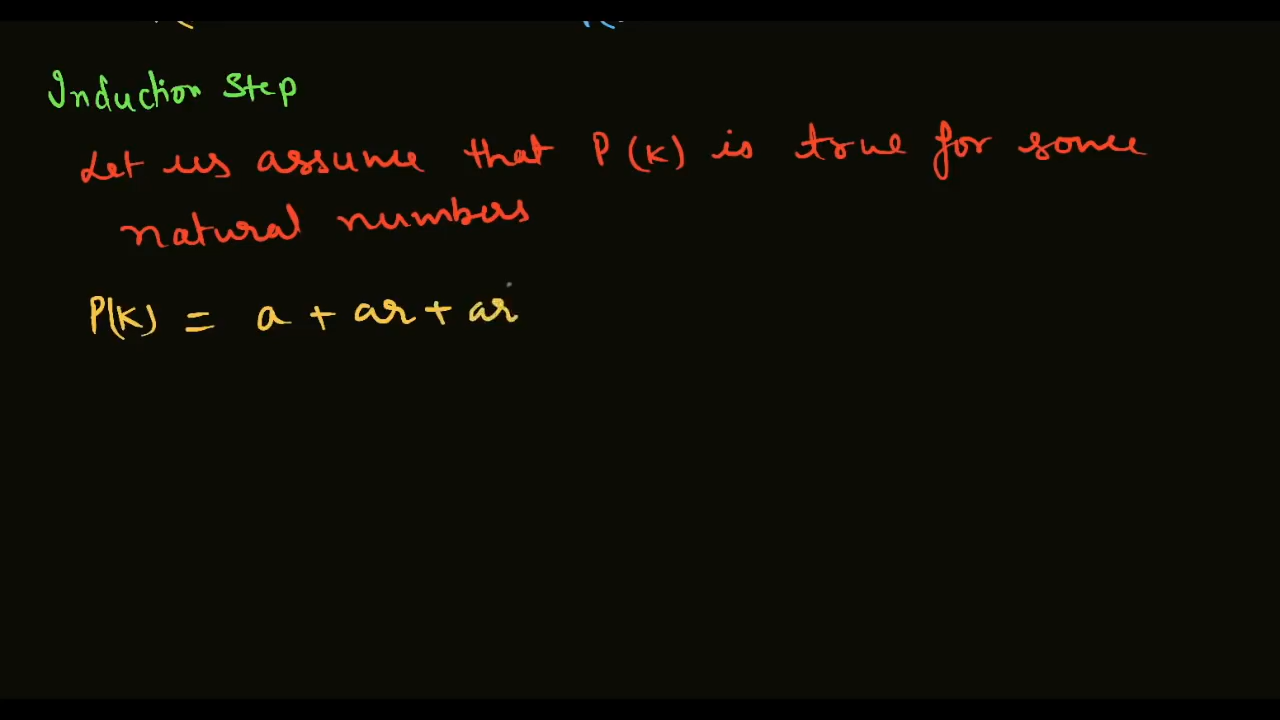 Induction Step
Let us assume that P(K) is true for some
natural numbers
P(K) = a + ar + ar